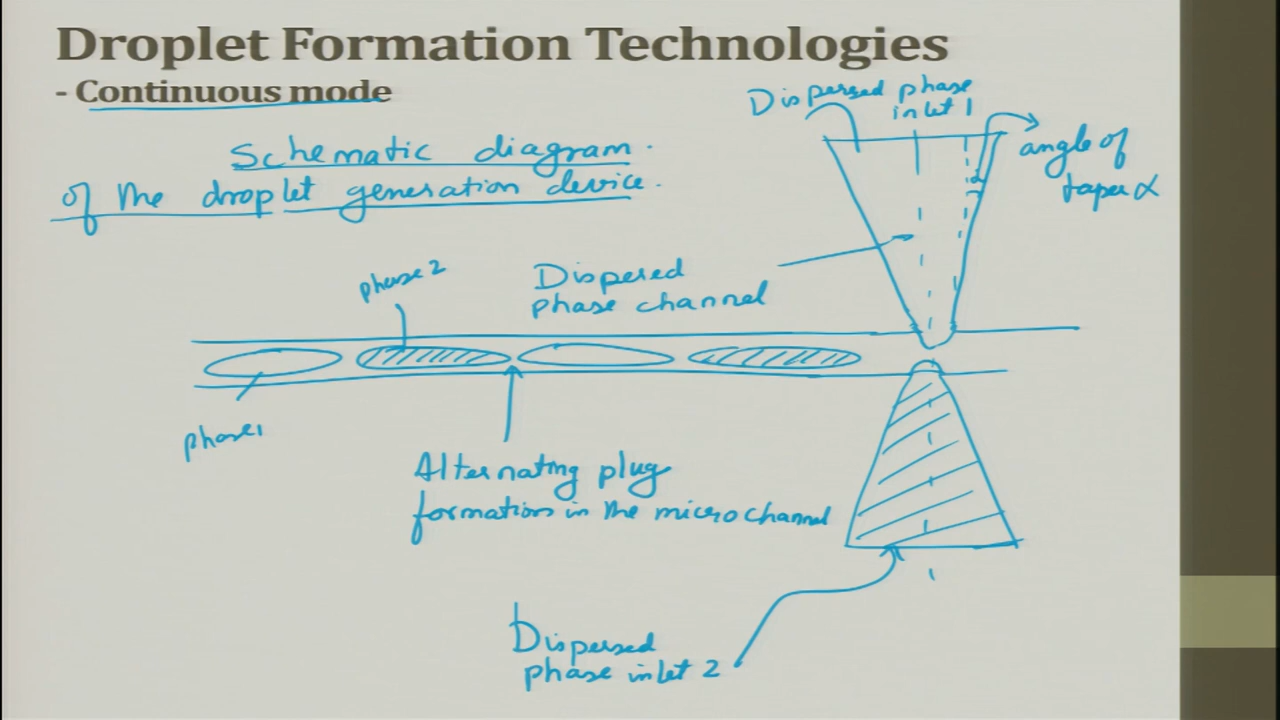 Droplet Formation Technologies
- Continuous mode
Schematic diagram.
of the droplet generation device.
Dispersed phase
inlet 1
angle of
taper α
α
phase 2
Dispersed
phase channel
phase 1
Alternating plug
formation in the microchannel
Dispersed
phase inlet 2